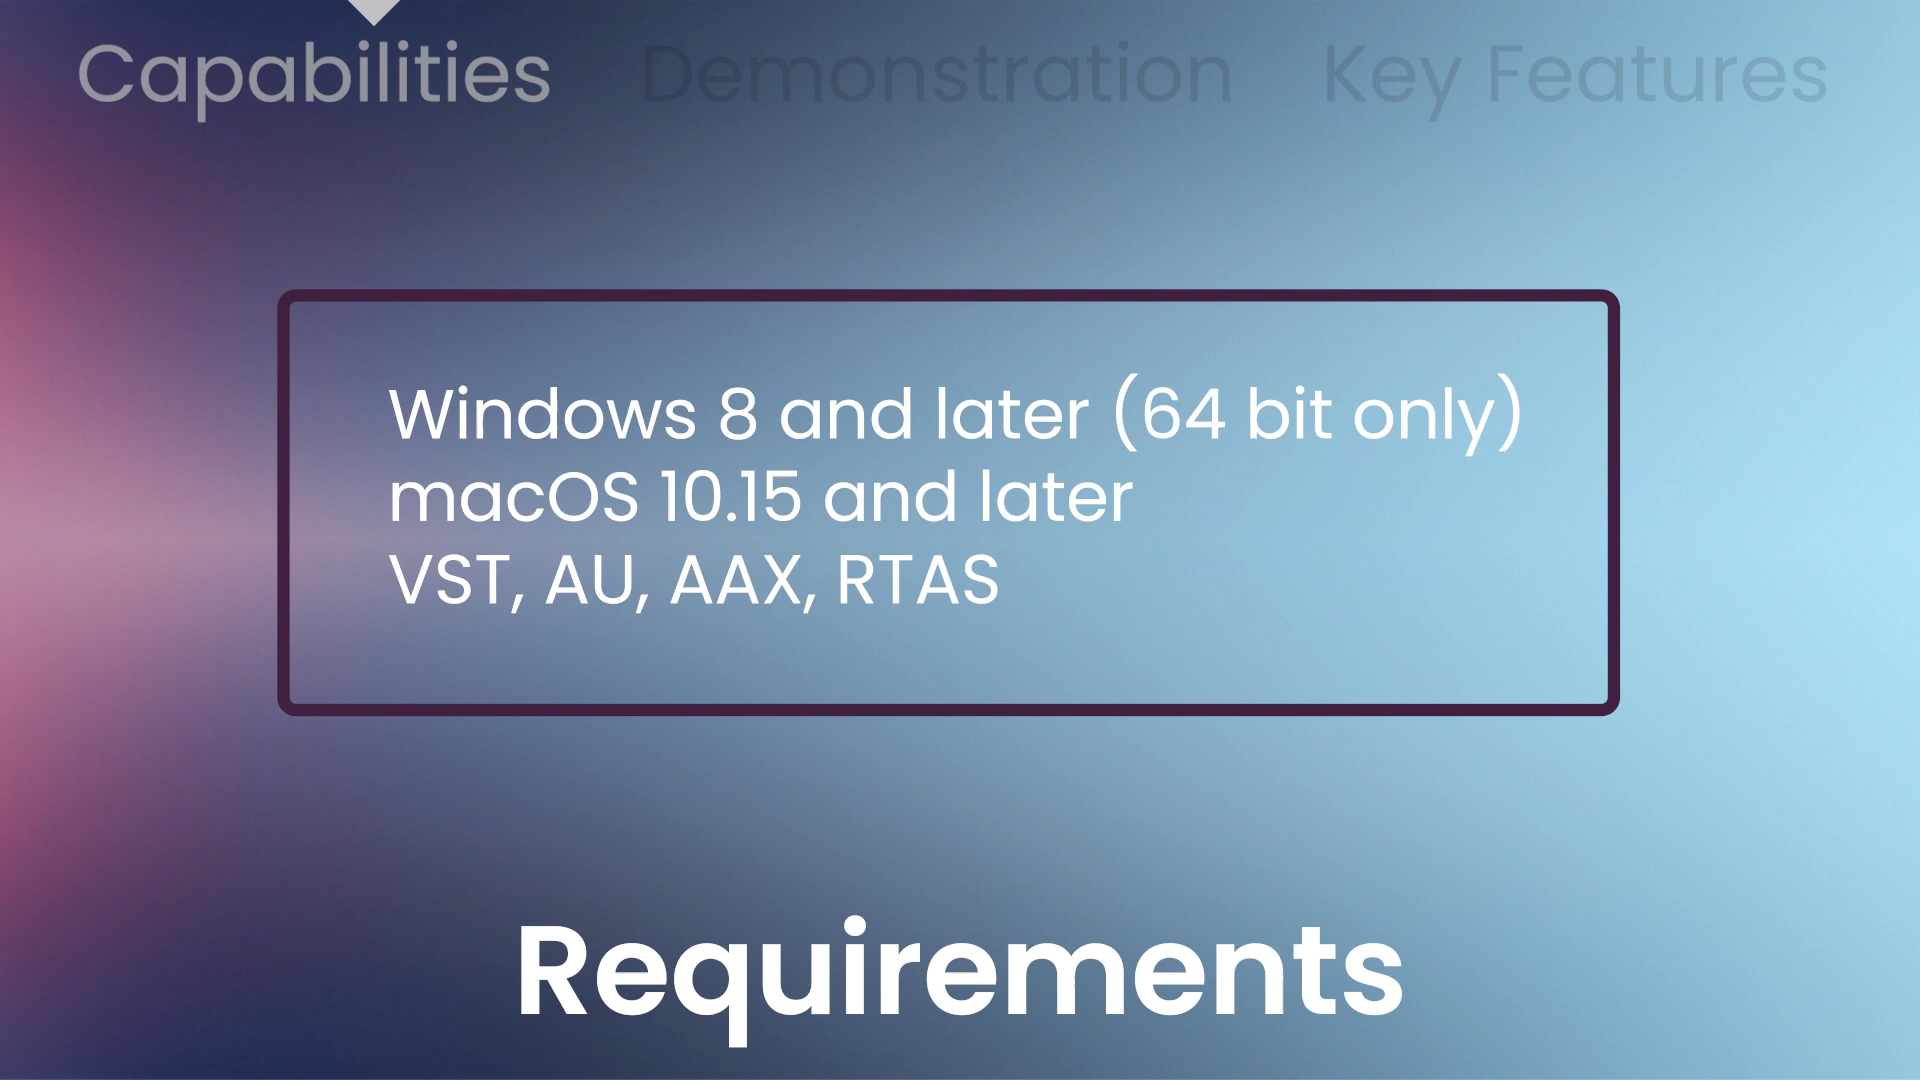 Capabilities Demonstration Key Features
Windows 8 and later (64 bit only)
macOS 10.15 and later
VST, AU, AAX, RTAS
Requirements